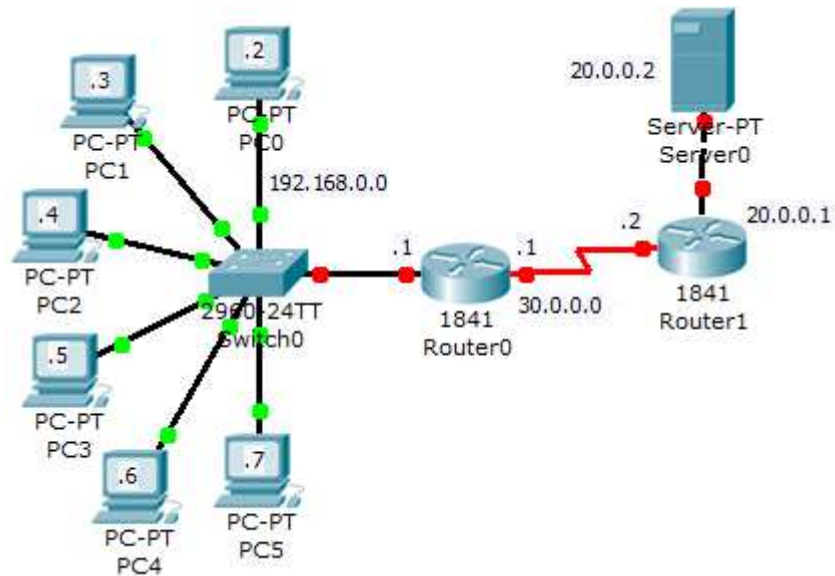 .2
PC-PT
PC0
.3
PC-PT
PC1
192.168.0.0
.4
PC-PT
PC2
2960-24TT
Switch0
.5
PC-PT
PC3
.6
PC-PT
PC4
.7
PC-PT
PC5
.1
.1
1841
Router0
30.0.0.0
.2
20.0.0.1
1841
Router1
20.0.0.2
Server-PT
Server0